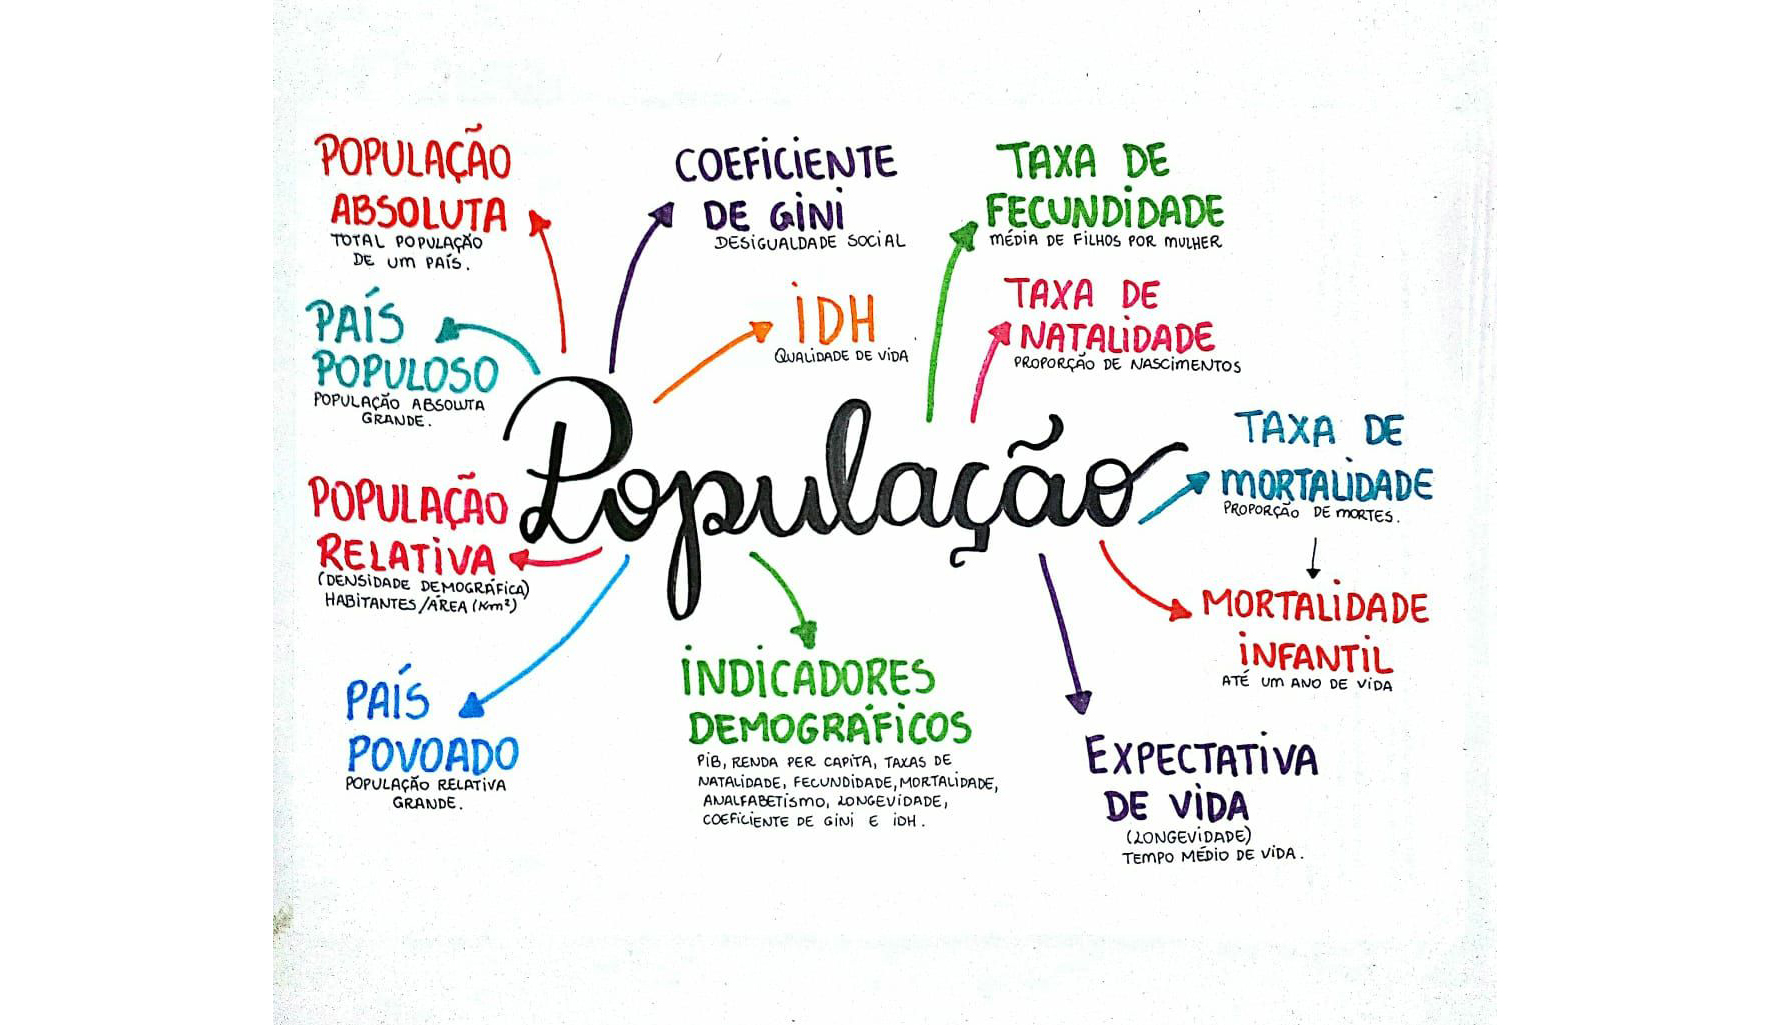 POPULAÇÃO
ABSOLUTA
TOTAL POPULAÇÃO
DE UM PAÍS.
COEFICIENTE
DE GINI
DESIGUALDADE SOCIAL
TAXA DE
FECUNDIDADE
MÉDIA DE FILHOS POR MULHER
PAÍS
POPULOSO
POPULAÇÃO ABSOLUTA
GRANDE.
IDH
QUALIDADE DE VIDA
TAXA DE
NATALIDADE
PROPORÇÃO DE NASCIMENTOS
População
TAXA DE
MORTALIDADE
PROPORÇÃO DE MORTES.
POPULAÇÃO
RELATIVA
(DENSIDADE DEMOGRÁFICA)
HABITANTES/ÁREA (Km²)
MORTALIDADE
INFANTIL
ATÉ UM ANO DE VIDA
PAÍS
POVOADO
POPULAÇÃO RELATIVA
GRANDE.
INDICADORES
DEMOGRÁFICOS
PIB, RENDA PER CAPITA, TAXAS DE
NATALIDADE, FECUNDIDADE, MORTALIDADE,
ANALFABETISMO, LONGEVIDADE,
COEFICIENTE DE GINI E IDH.
EXPECTATIVA
DE VIDA
(LONGEVIDADE)
TEMPO MÉDIO DE VIDA.